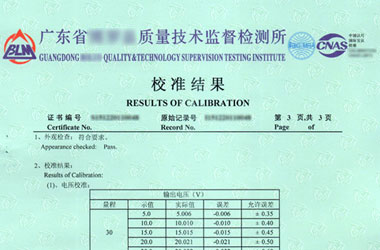 BLM
广东省 质量技术监督检测所
GUANGDONG QUALITY&TECHNOLOGY SUPERVISION TESTING INSTITUTE
ilac-MRA
CNAS
校准结果
RESULTS OF CALIBRATION
证书编号 原始记录号 第 3 页,共 3 页
Certificate No. Record No. Page of
1、外观检查:符合要求。
Appearance checked: Pass.
2、校准结果:
Results of Calibration:
(1)、电压校准:
输出电压（V）
量程 示值 实际值 误差 允许误差
30 5.0 5.006 -0.006 ± 0.35
10.0 10.010 -0.010 ± 0.40
15.0 15.015 -0.015 ± 0.45
20.0 20.021 -0.021 ± 0.50